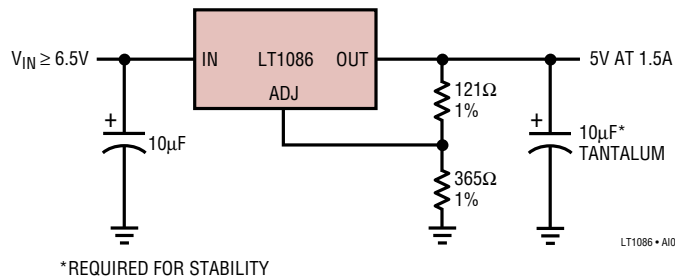 V_IN ≥ 6.5V
IN LT1086 OUT
ADJ
5V AT 1.5A
121Ω
1%
+
10µF
+
10µF*
TANTALUM
365Ω
1%
LT1086 • AI0
*REQUIRED FOR STABILITY